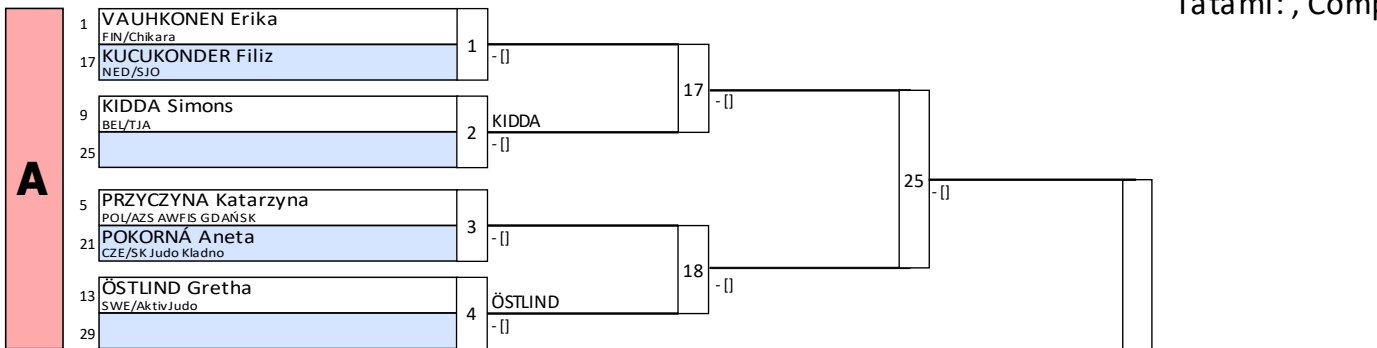 Tatami: , Comp
A
1 VAUHKONEN Erika
FIN/Chikara
17 KUCUKONDER Filiz
NED/SJO
1
- []
9 KIDDA Simons
BEL/TJA
25
2
KIDDA
- []
17
- []
5 PRZYCZYNA Katarzyna
POL/AZS AWFIS GDAŃSK
21 POKORNÁ Aneta
CZE/SK Judo Kladno
3
- []
13 ÖSTLIND Gretha
SWE/AktivJudo
29
4
ÖSTLIND
- []
18
- []
25
- []